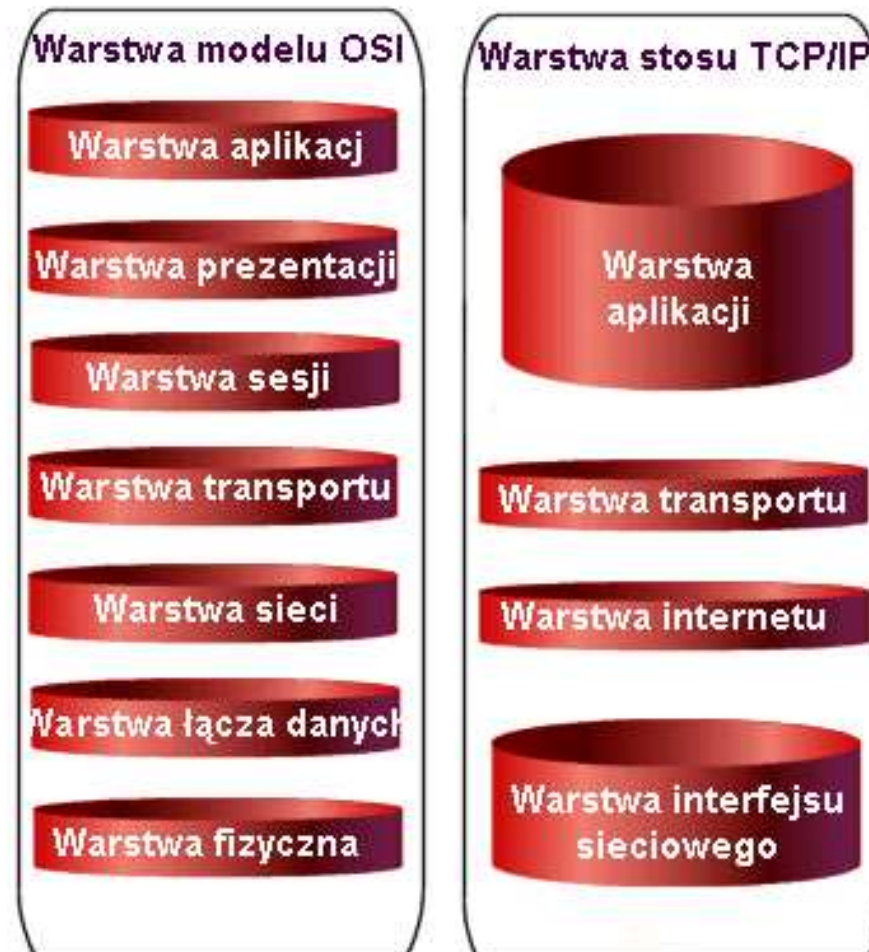 Warstwa modelu OSI
Warstwa aplikacj
Warstwa prezentacji
Warstwa sesji
Warstwa transportu
Warstwa sieci
Warstwa łącza danych
Warstwa fizyczna
Warstwa stosu TCP/IP
Warstwa
aplikacji
Warstwa transportu
Warstwa internetu
Warstwa interfejsu
sieciowego